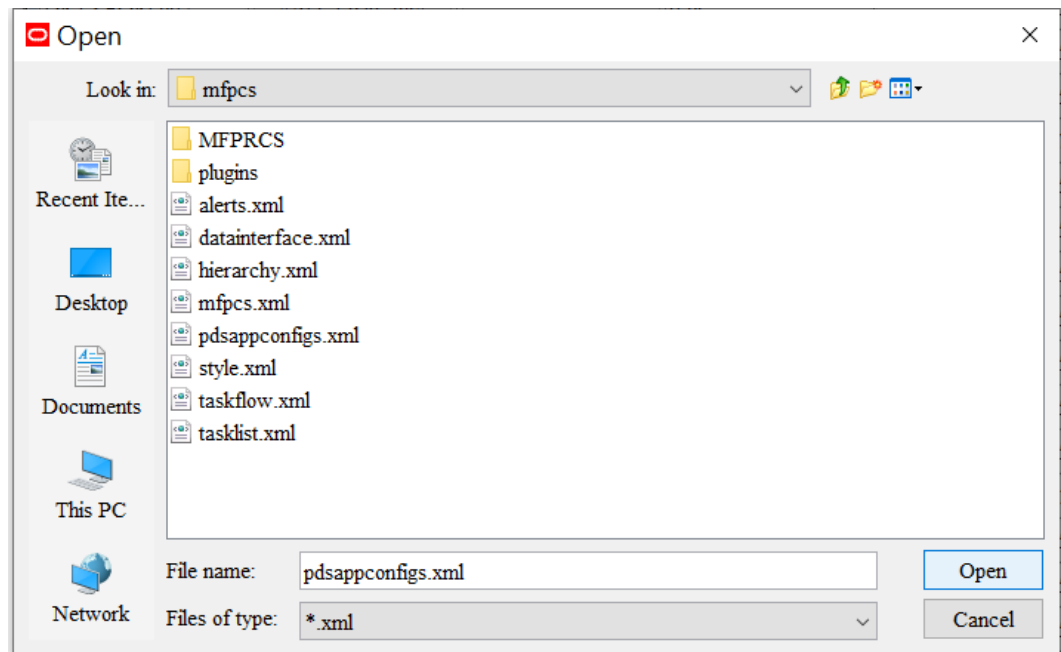 Open
Look in:
mfpcs
MFPRCS
plugins
alerts.xml
datainterface.xml
hierarchy.xml
mfpcs.xml
pdsappconfigs.xml
style.xml
taskflow.xml
tasklist.xml
Recent Ite...
Desktop
Documents
This PC
Network
File name:
pdsappconfigs.xml
Open
Files of type:
*.xml
Cancel